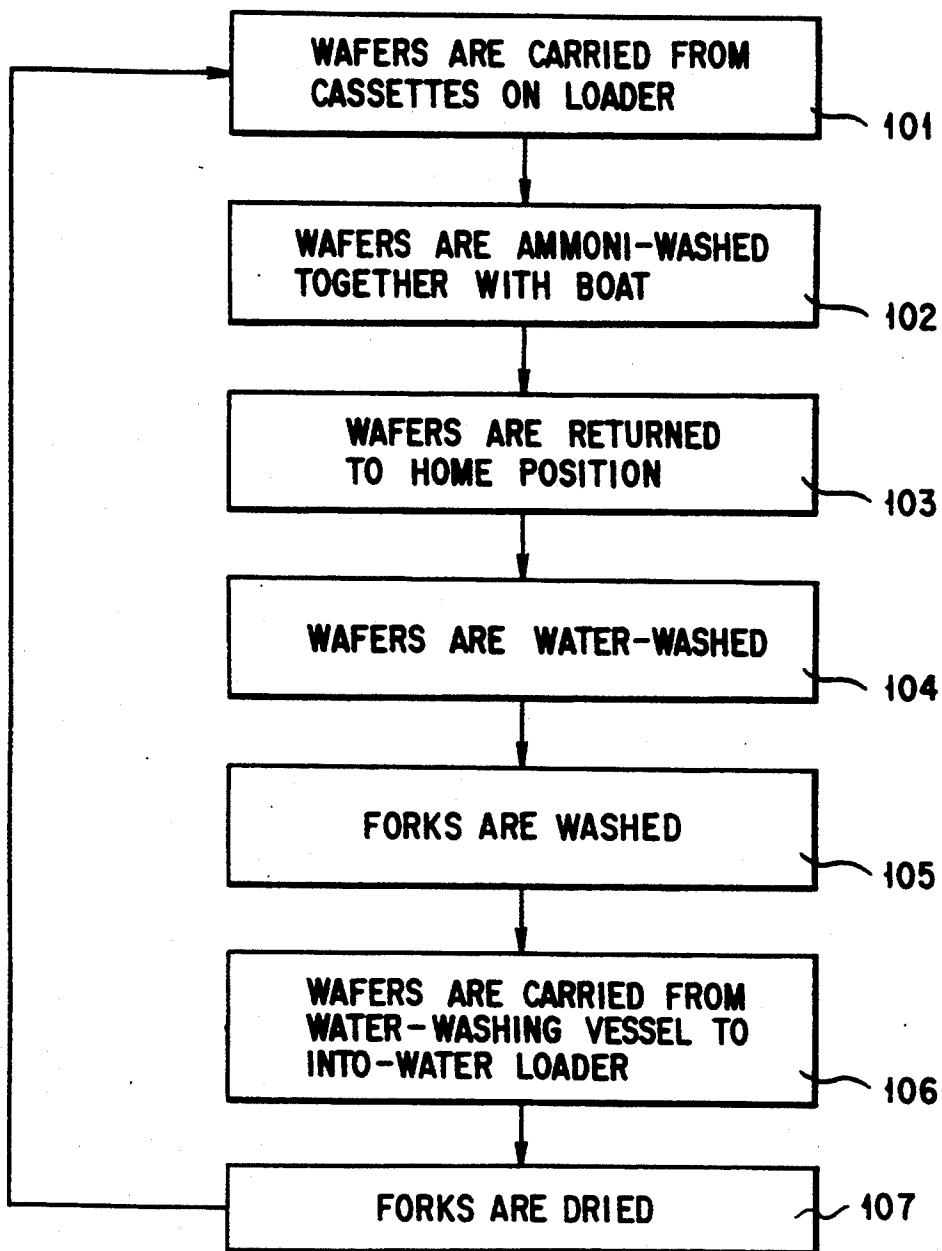 WAFERS ARE CARRIED FROM
CASSETTES ON LOADER
101
WAFERS ARE AMMONI-WASHED
TOGETHER WITH BOAT
102
WAFERS ARE RETURNED
TO HOME POSITION
103
WAFERS ARE WATER-WASHED
104
FORKS ARE WASHED
105
WAFERS ARE CARRIED FROM
WATER-WASHING VESSEL TO
INTO-WATER LOADER
106
FORKS ARE DRIED
107